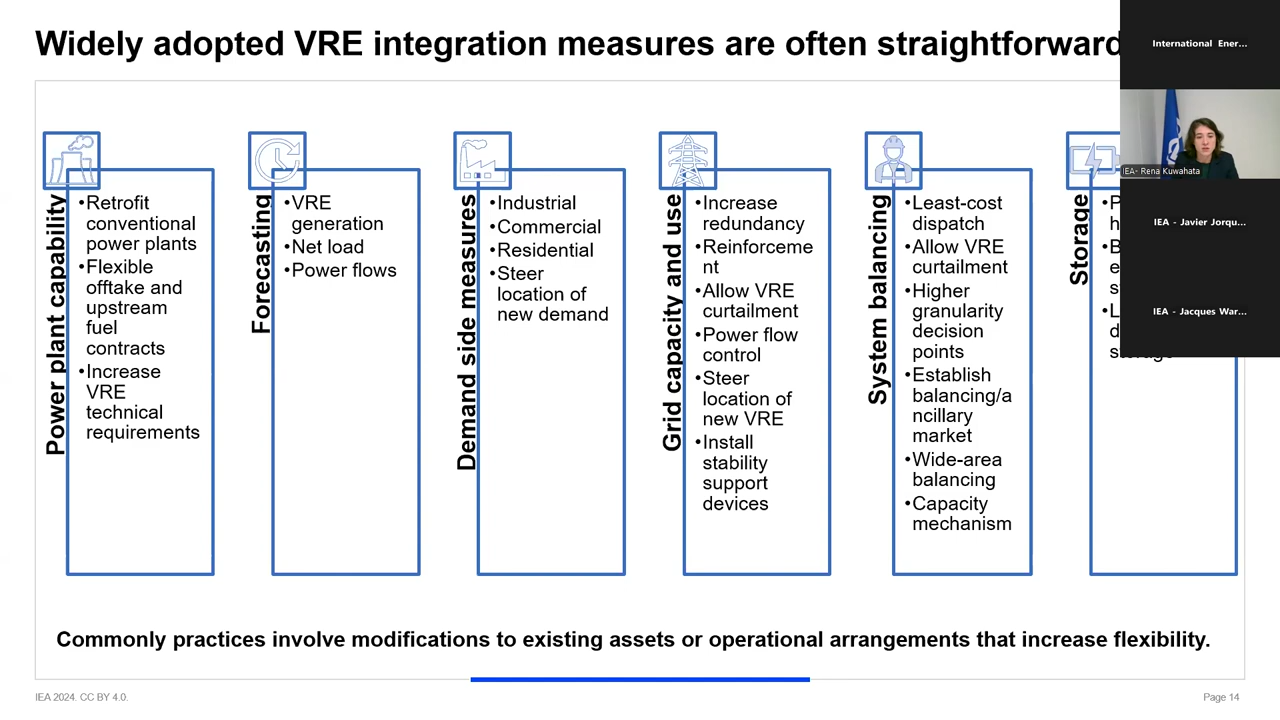 Widely adopted VRE integration measures are often straightforward
International Ener...
IEA- Rena Kuwahata
IEA - Javier Jorqu...
IEA - Jacques War...
Power plant capability
•Retrofit
conventional
power plants
•Flexible
offtake and
upstream
fuel
contracts
•Increase
VRE
technical
requirements
Forecasting
•VRE
generation
•Net load
•Power flows
Demand side measures
•Industrial
•Commercial
•Residential
•Steer
location of
new demand
Grid capacity and use
•Increase
redundancy
•Reinforceme
nt
•Allow VRE
curtailment
•Power flow
control
•Steer
location of
new VRE
•Install
stability
support
devices
System balancing
•Least-cost
dispatch
•Allow VRE
curtailment
•Higher
granularity
decision
points
•Establish
balancing/a
ncillary
market
•Wide-area
balancing
•Capacity
mechanism
Storage
Commonly practices involve modifications to existing assets or operational arrangements that increase flexibility.
IEA 2024. CC BY 4.0.
Page 14